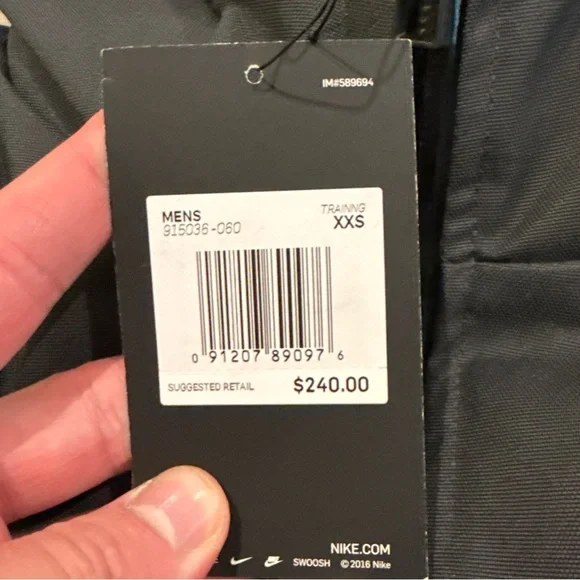 IM#589694
MENS
TRAINNG
915036-060
XXS
0 91207 89097 6
SUGGESTED RETAIL $240.00
NIKE.COM
SWOOSH © 2016 Nike